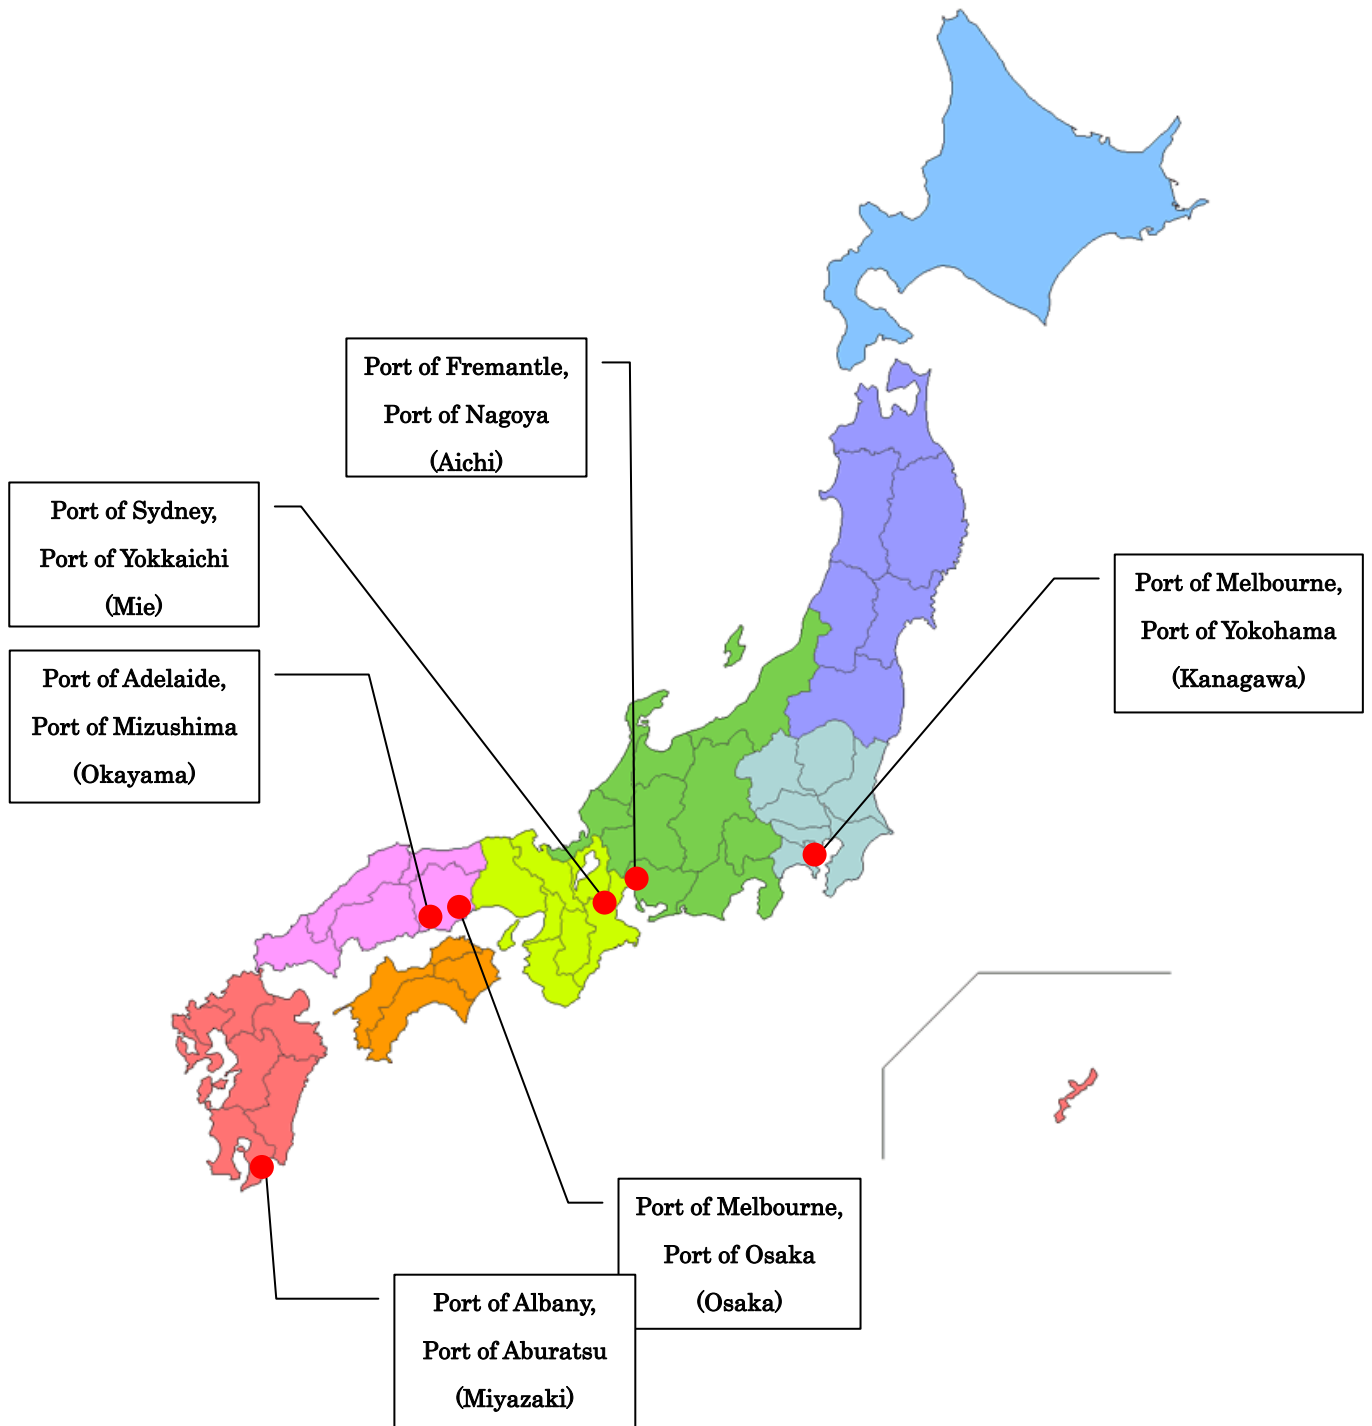 Port of Fremantle,
Port of Nagoya
(Aichi)
Port of Sydney,
Port of Yokkaichi
(Mie)
Port of Melbourne,
Port of Yokohama
(Kanagawa)
Port of Adelaide,
Port of Mizushima
(Okayama)
Port of Melbourne,
Port of Osaka
(Osaka)
Port of Albany,
Port of Aburatsu
(Miyazaki)